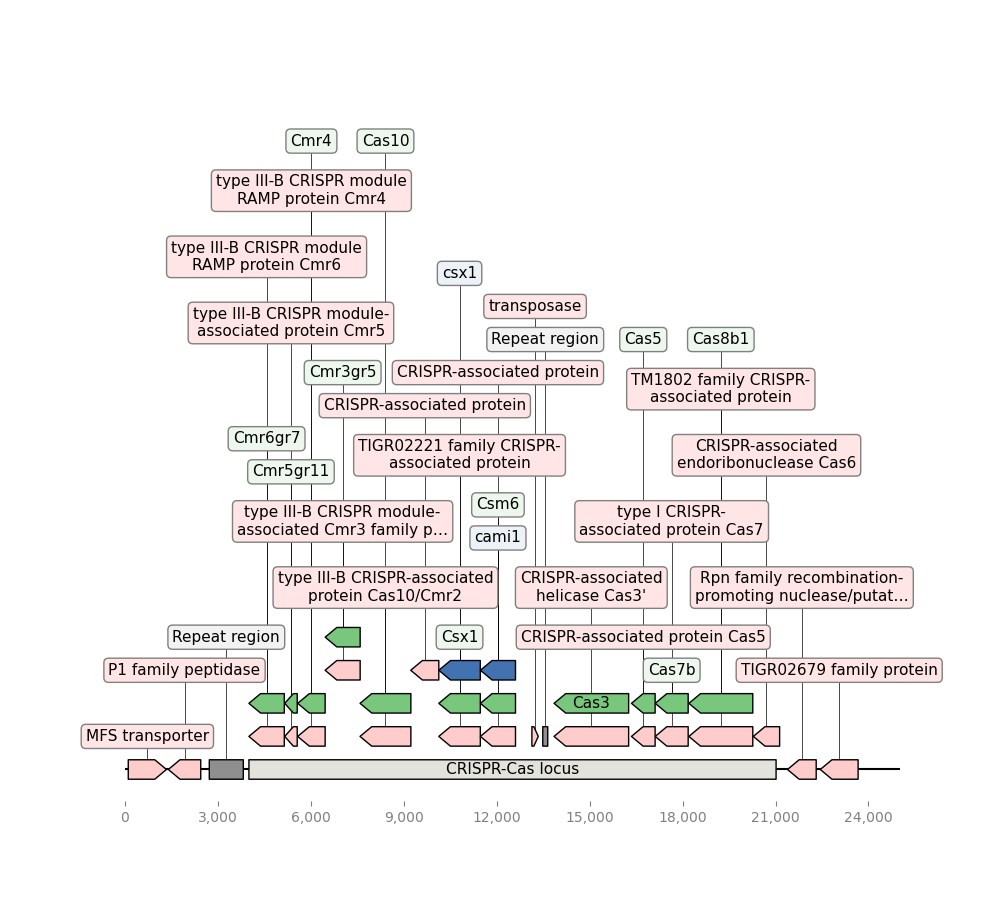 Cmr4
Cas10
type III-B CRISPR module
RAMP protein Cmr4
type III-B CRISPR module
RAMP protein Cmr6
csx1
transposase
type III-B CRISPR module-
associated protein Cmr5
Repeat region
Cas5
Cas8b1
Cmr3gr5
CRISPR-associated protein
TM1802 family CRISPR-
associated protein
CRISPR-associated protein
Cmr6gr7
TIGR02221 family CRISPR-
associated protein
CRISPR-associated
endoribonuclease Cas6
Cmr5gr11
Csm6
type III-B CRISPR module-
associated Cmr3 family p...
cami1
type I CRISPR-
associated protein Cas7
type III-B CRISPR-associated
protein Cas10/Cmr2
CRISPR-associated
helicase Cas3'
Rpn family recombination-
promoting nuclease/putat...
Repeat region
Csx1
CRISPR-associated protein Cas5
P1 family peptidase
Cas7b
TIGR02679 family protein
Cas3
MFS transporter
CRISPR-Cas locus
0
3,000
6,000
9,000
12,000
15,000
18,000
21,000
24,000